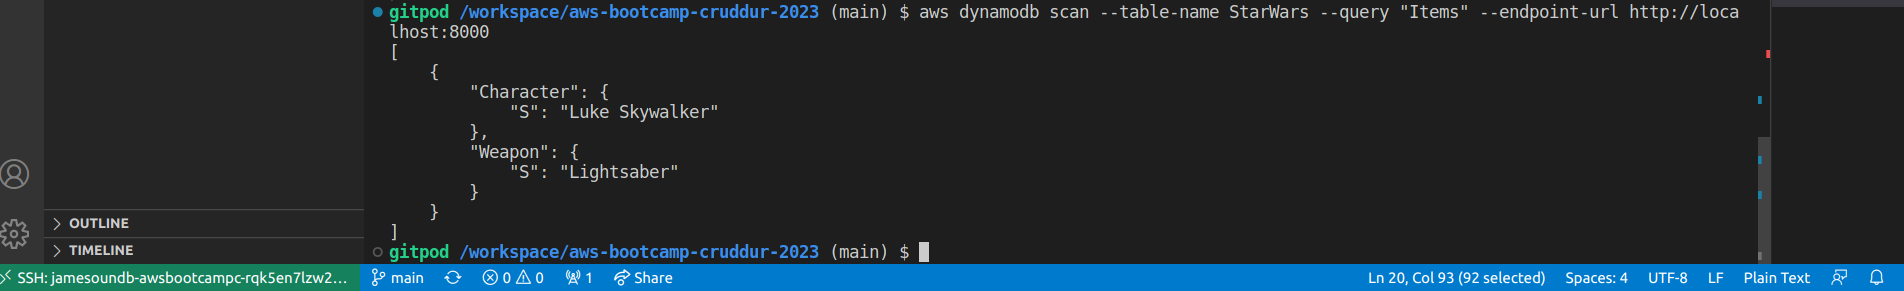 gitpod /workspace/aws-bootcamp-cruddur-2023 (main) $ aws dynamodb scan --table-name StarWars --query "Items" --endpoint-url http://loca
lhost:8000
[
    {
        "Character": {
            "S": "Luke Skywalker"
        },
        "Weapon": {
            "S": "Lightsaber"
        }
    }
]
gitpod /workspace/aws-bootcamp-cruddur-2023 (main) $
OUTLINE
TIMELINE
SSH: jamesoundb-awsbootcampc-rqk5en7lzw2... main 0 0 1 Share Ln 20, Col 93 (92 selected) Spaces: 4 UTF-8 LF Plain Text